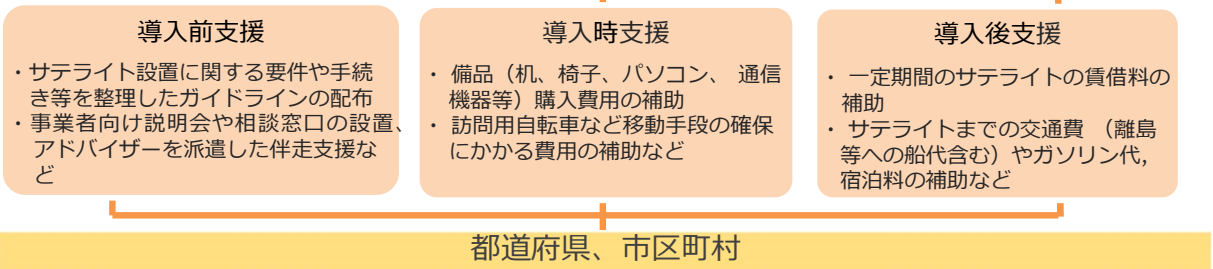 導入前支援
・サテライト設置に関する要件や手続
き等を整理したガイドラインの配布
・事業者向け説明会や相談窓口の設置、
アドバイザーを派遣した伴走支援な
ど
導入時支援
・ 備品（机、椅子、パソコン、 通信
機器等）購入費用の補助
・ 訪問用自転車など移動手段の確保
にかかる費用の補助など
導入後支援
・ 一定期間のサテライトの賃借料の
補助
・ サテライトまでの交通費 （離島
等への船代含む）やガソリン代,
宿泊料の補助など
都道府県、市区町村